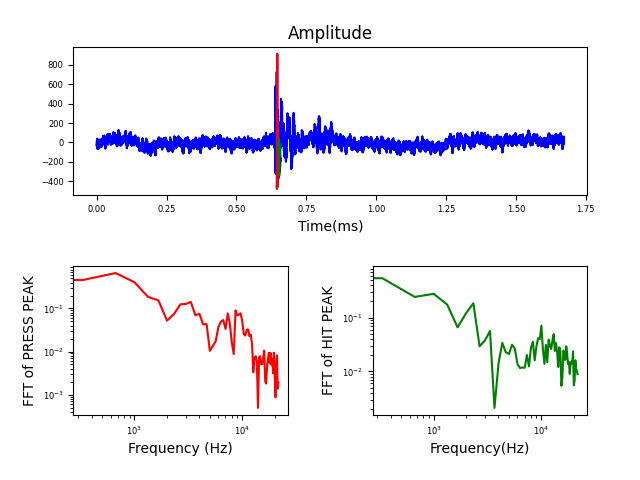 Amplitude
800
600
400
200
0
−200
−400
0.00 0.25 0.50 0.75 1.00 1.25 1.50 1.75
Time(ms)
FFT of PRESS PEAK
10⁻¹
10⁻²
10⁻³
10³ 10⁴
Frequency (Hz)
FFT of HIT PEAK
10⁻¹
10⁻²
10³ 10⁴
Frequency(Hz)